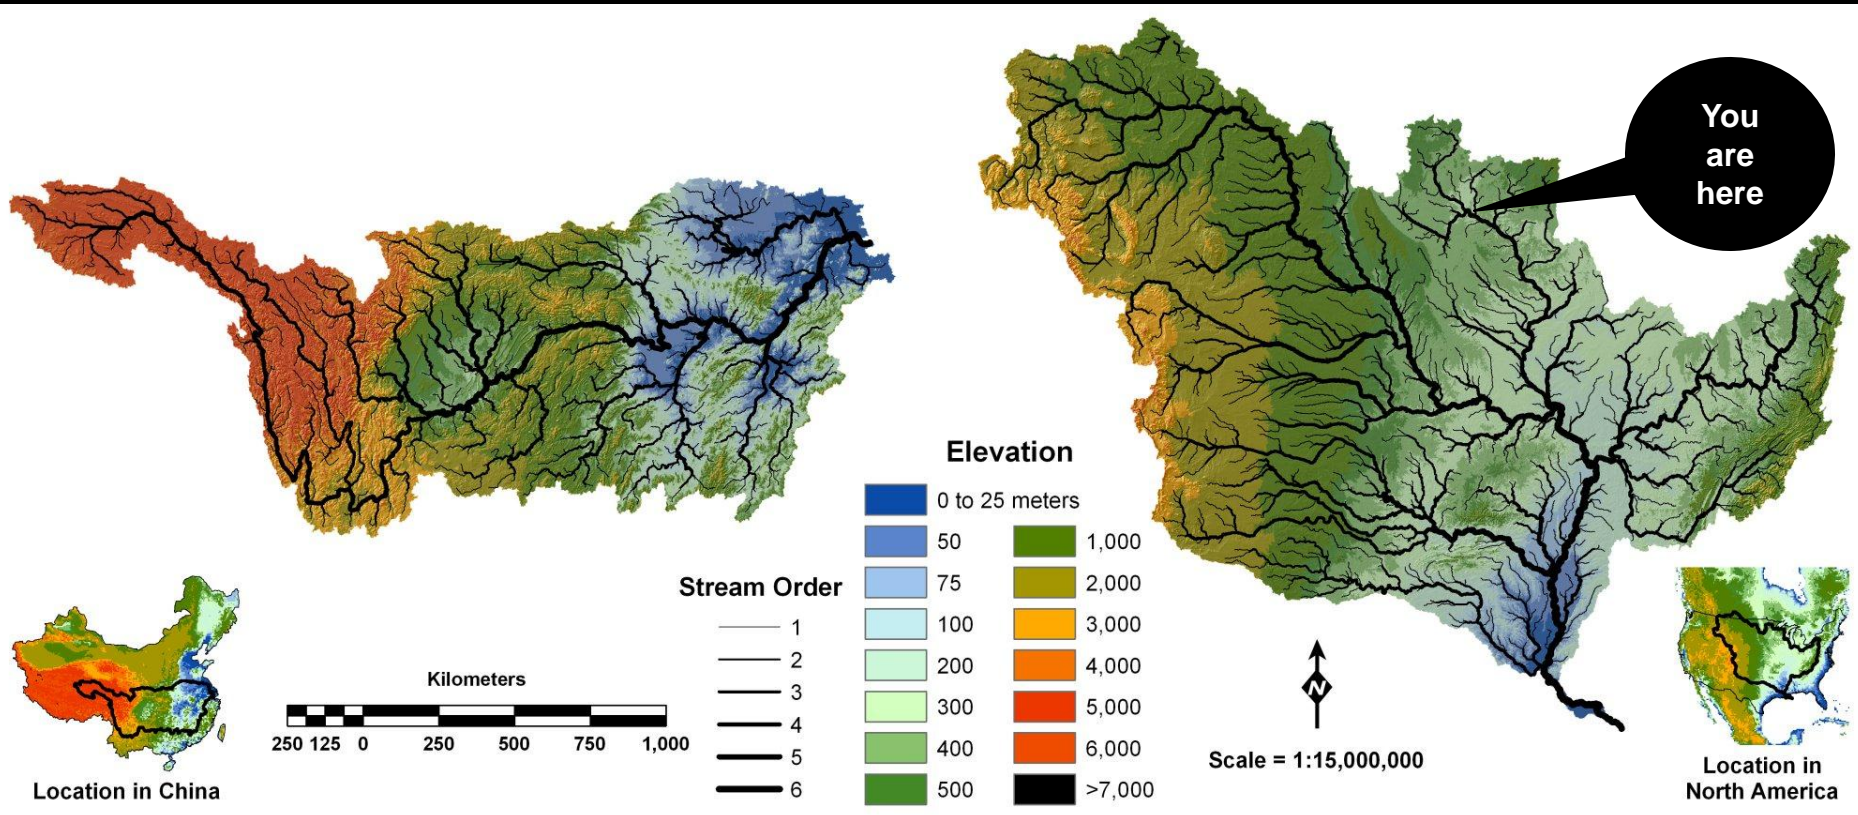 You
are
here
Elevation
0 to 25 meters
50
75
100
200
300
400
500
1,000
2,000
3,000
4,000
5,000
6,000
>7,000
Stream Order
1
2
3
4
5
6
Kilometers
250 125 0 250 500 750 1,000
Location in China
N
Scale = 1:15,000,000
Location in
North America